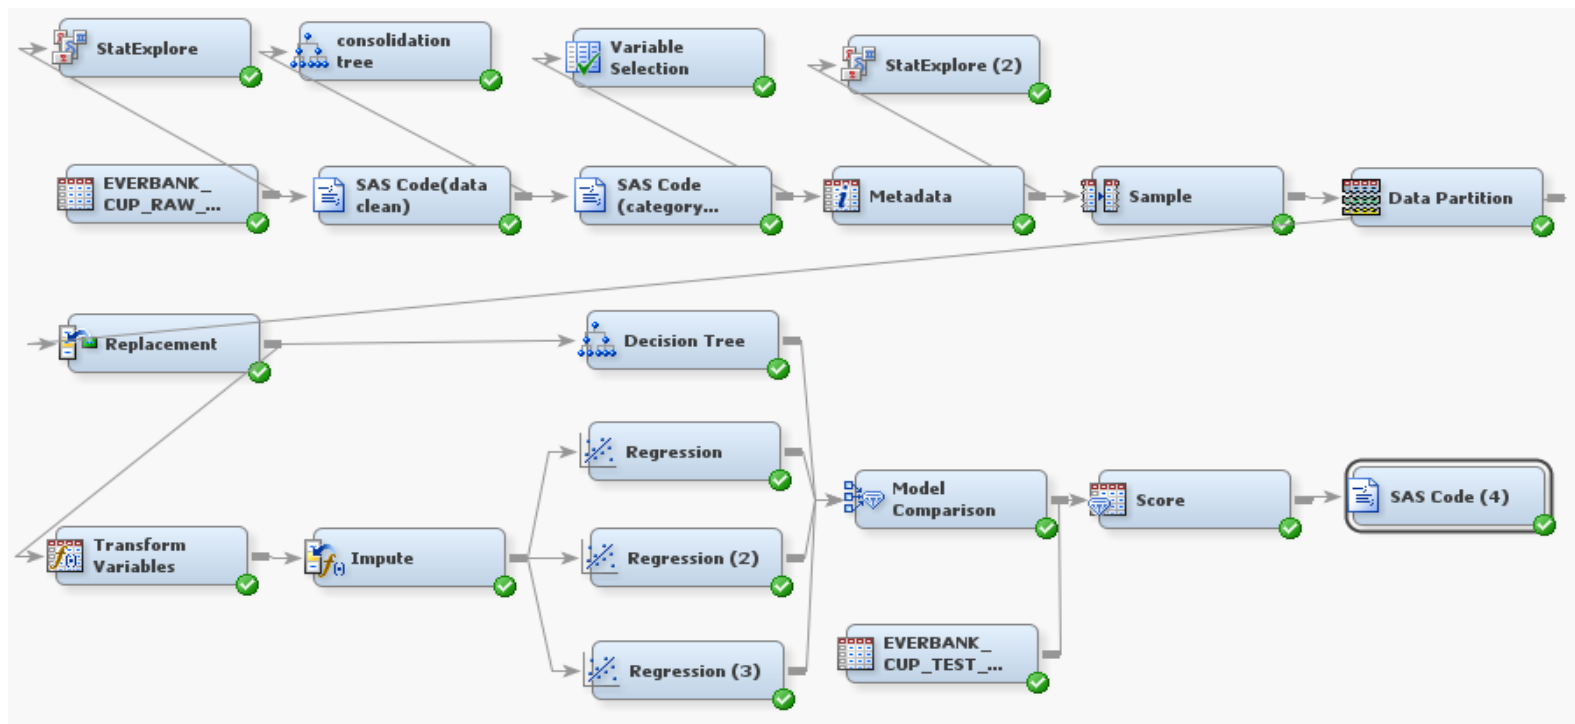 StatExplore
consolidation
tree
Variable
Selection
StatExplore (2)
EVERBANK_
CUP_RAW_...
SAS Code(data
clean)
SAS Code
(category...
Metadata
Sample
Data Partition
Replacement
Decision Tree
Regression
Model
Comparison
Score
SAS Code (4)
Transform
Variables
Impute
Regression (2)
EVERBANK_
CUP_TEST_...
Regression (3)